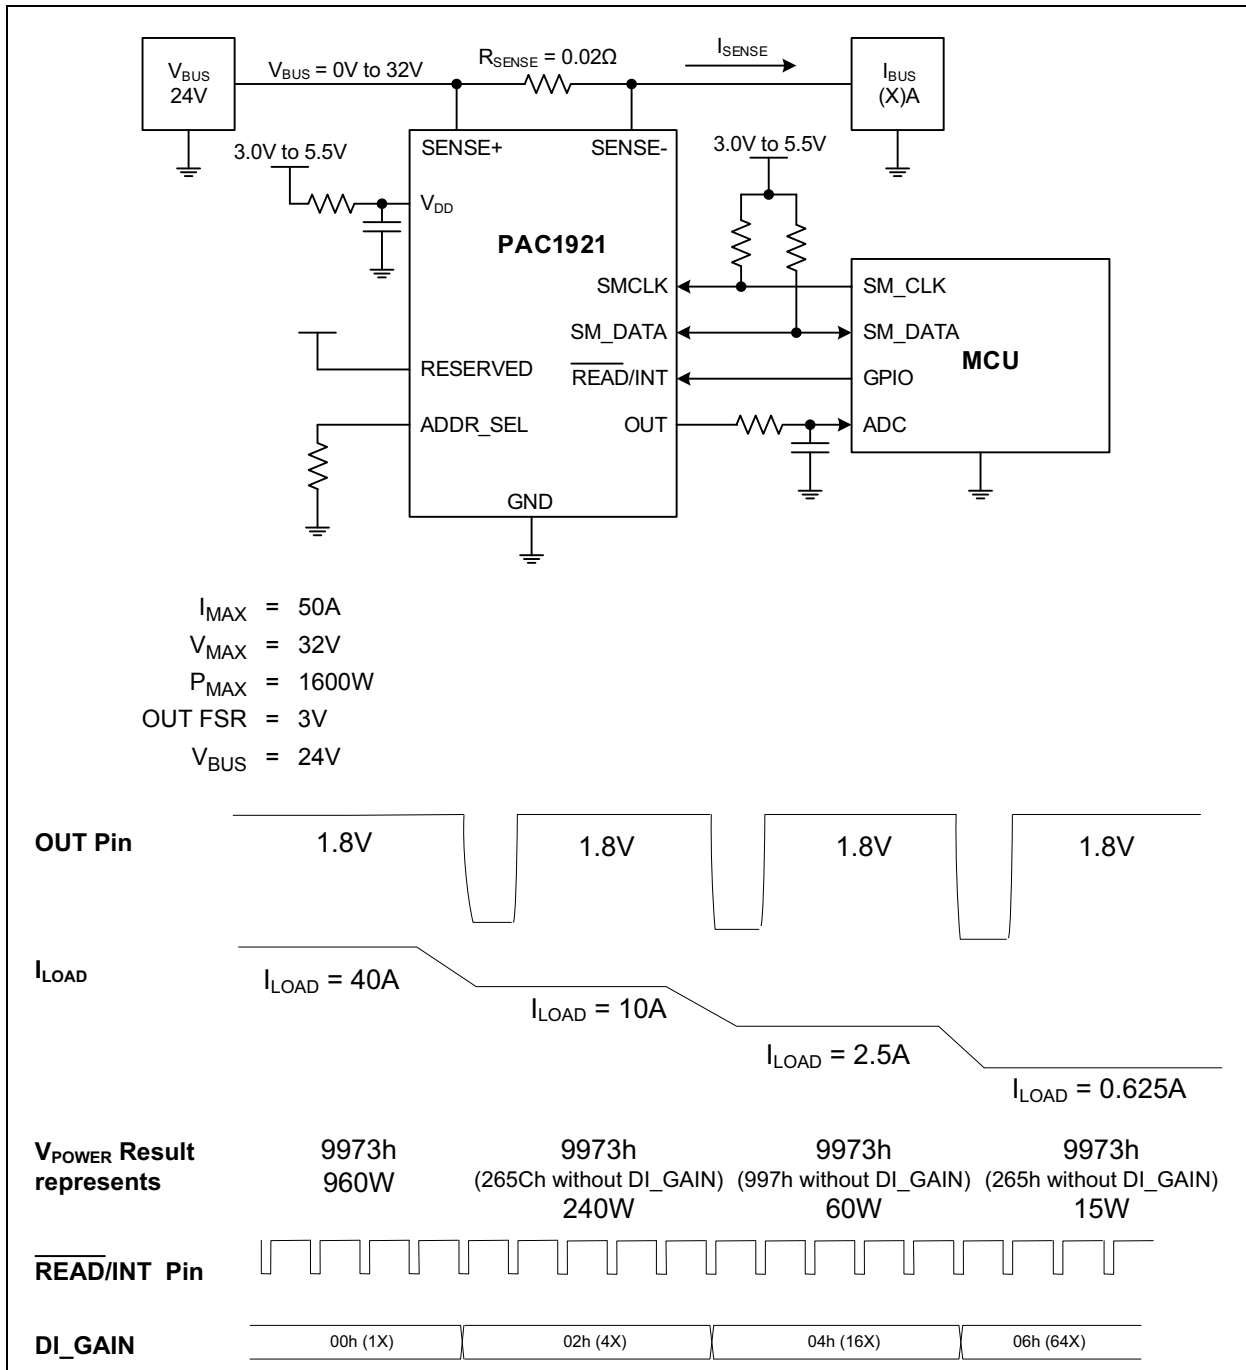 V_BUS
24V
V_BUS = 0V to 32V
R_SENSE = 0.02Ω
I_SENSE
I_BUS
(X)A
SENSE+
SENSE-
3.0V to 5.5V
3.0V to 5.5V
V_DD
PAC1921
SMCLK
SM_CLK
SM_DATA
SM_DATA
MCU
RESERVED
READ/INT
GPIO
ADDR_SEL
OUT
ADC
GND
I_MAX = 50A
V_MAX = 32V
P_MAX = 1600W
OUT FSR = 3V
V_BUS = 24V
OUT Pin
1.8V
1.8V
1.8V
1.8V
I_LOAD
I_LOAD = 40A
I_LOAD = 10A
I_LOAD = 2.5A
I_LOAD = 0.625A
V_POWER Result
represents
9973h
960W
9973h
(265Ch without DI_GAIN)
240W
9973h
(997h without DI_GAIN)
60W
9973h
(265h without DI_GAIN)
15W
READ/INT Pin
DI_GAIN
00h (1X)
02h (4X)
04h (16X)
06h (64X)